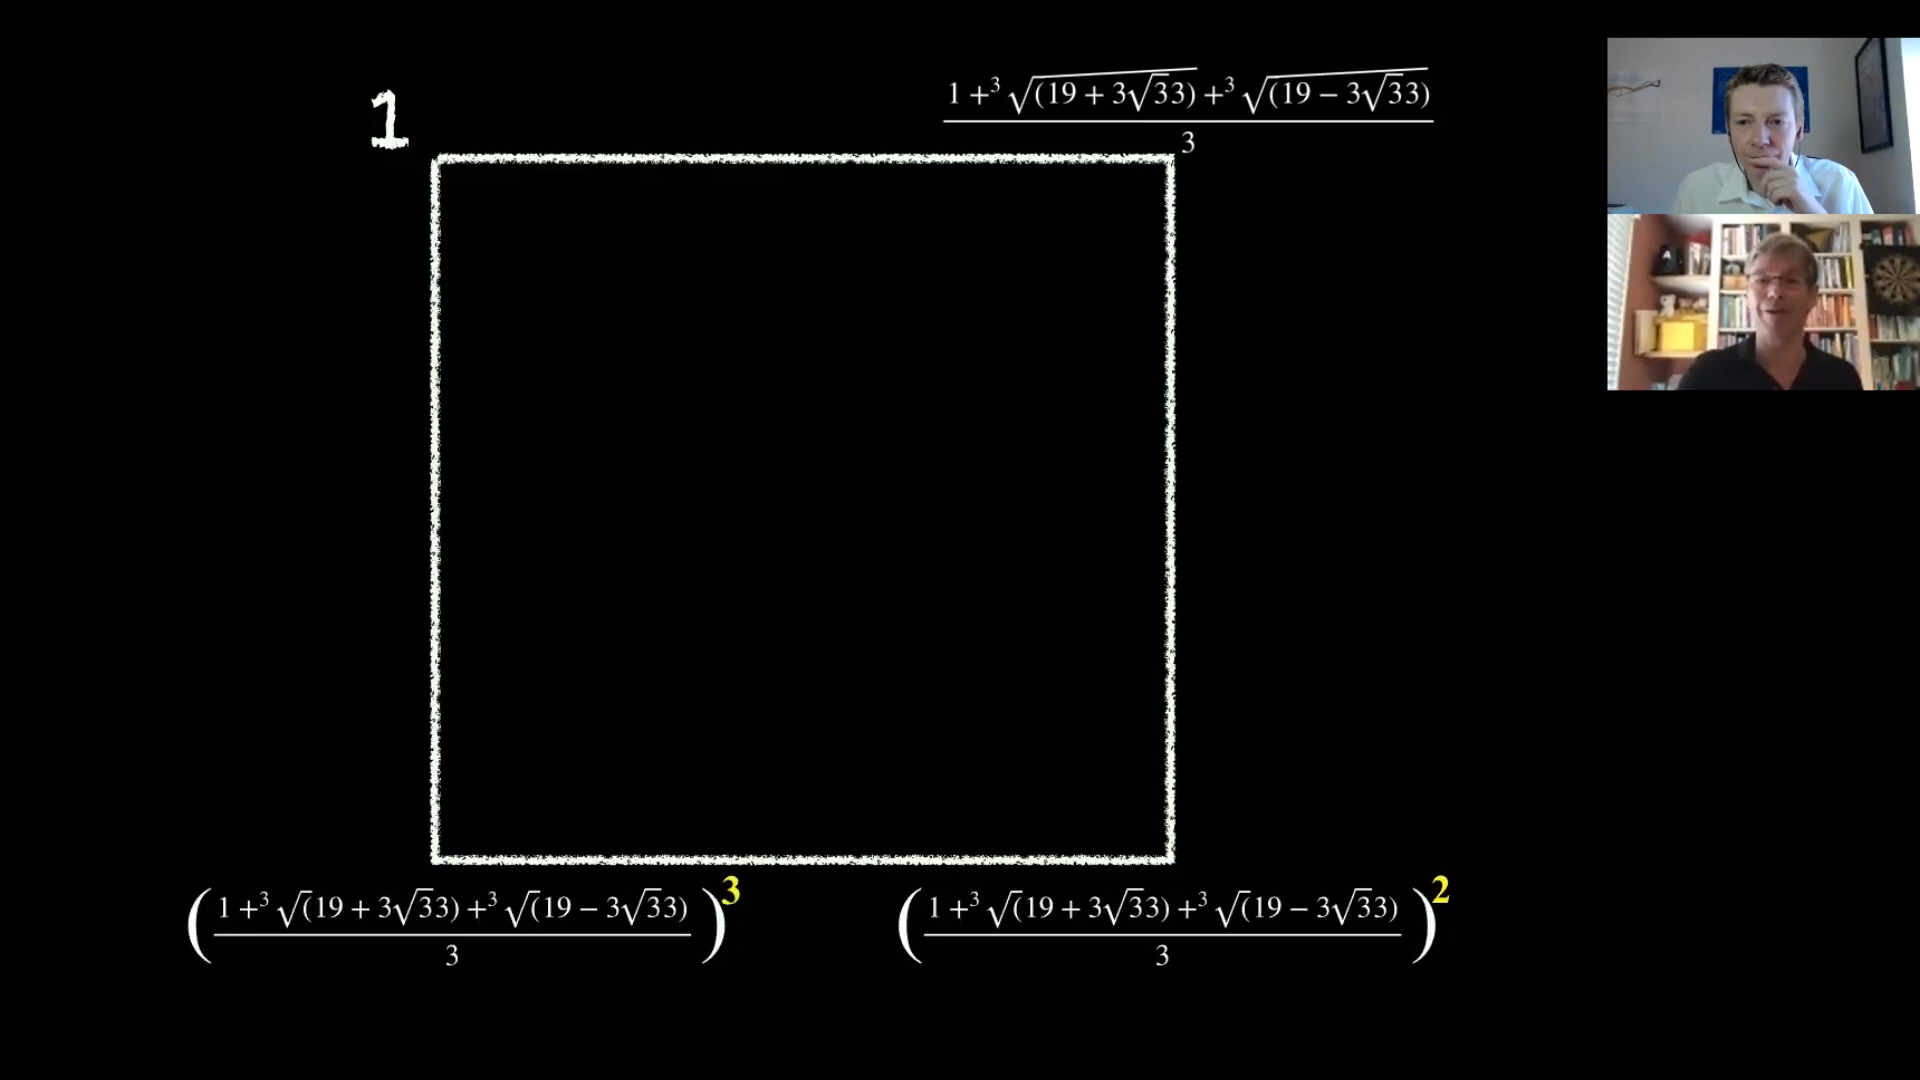 1
1 +³ √(19 + 3√33) +³ √(19 − 3√33)
3
(1 +³ √(19 + 3√33) +³ √(19 − 3√33))³
3
(1 +³ √(19 + 3√33) +³ √(19 − 3√33))²
3